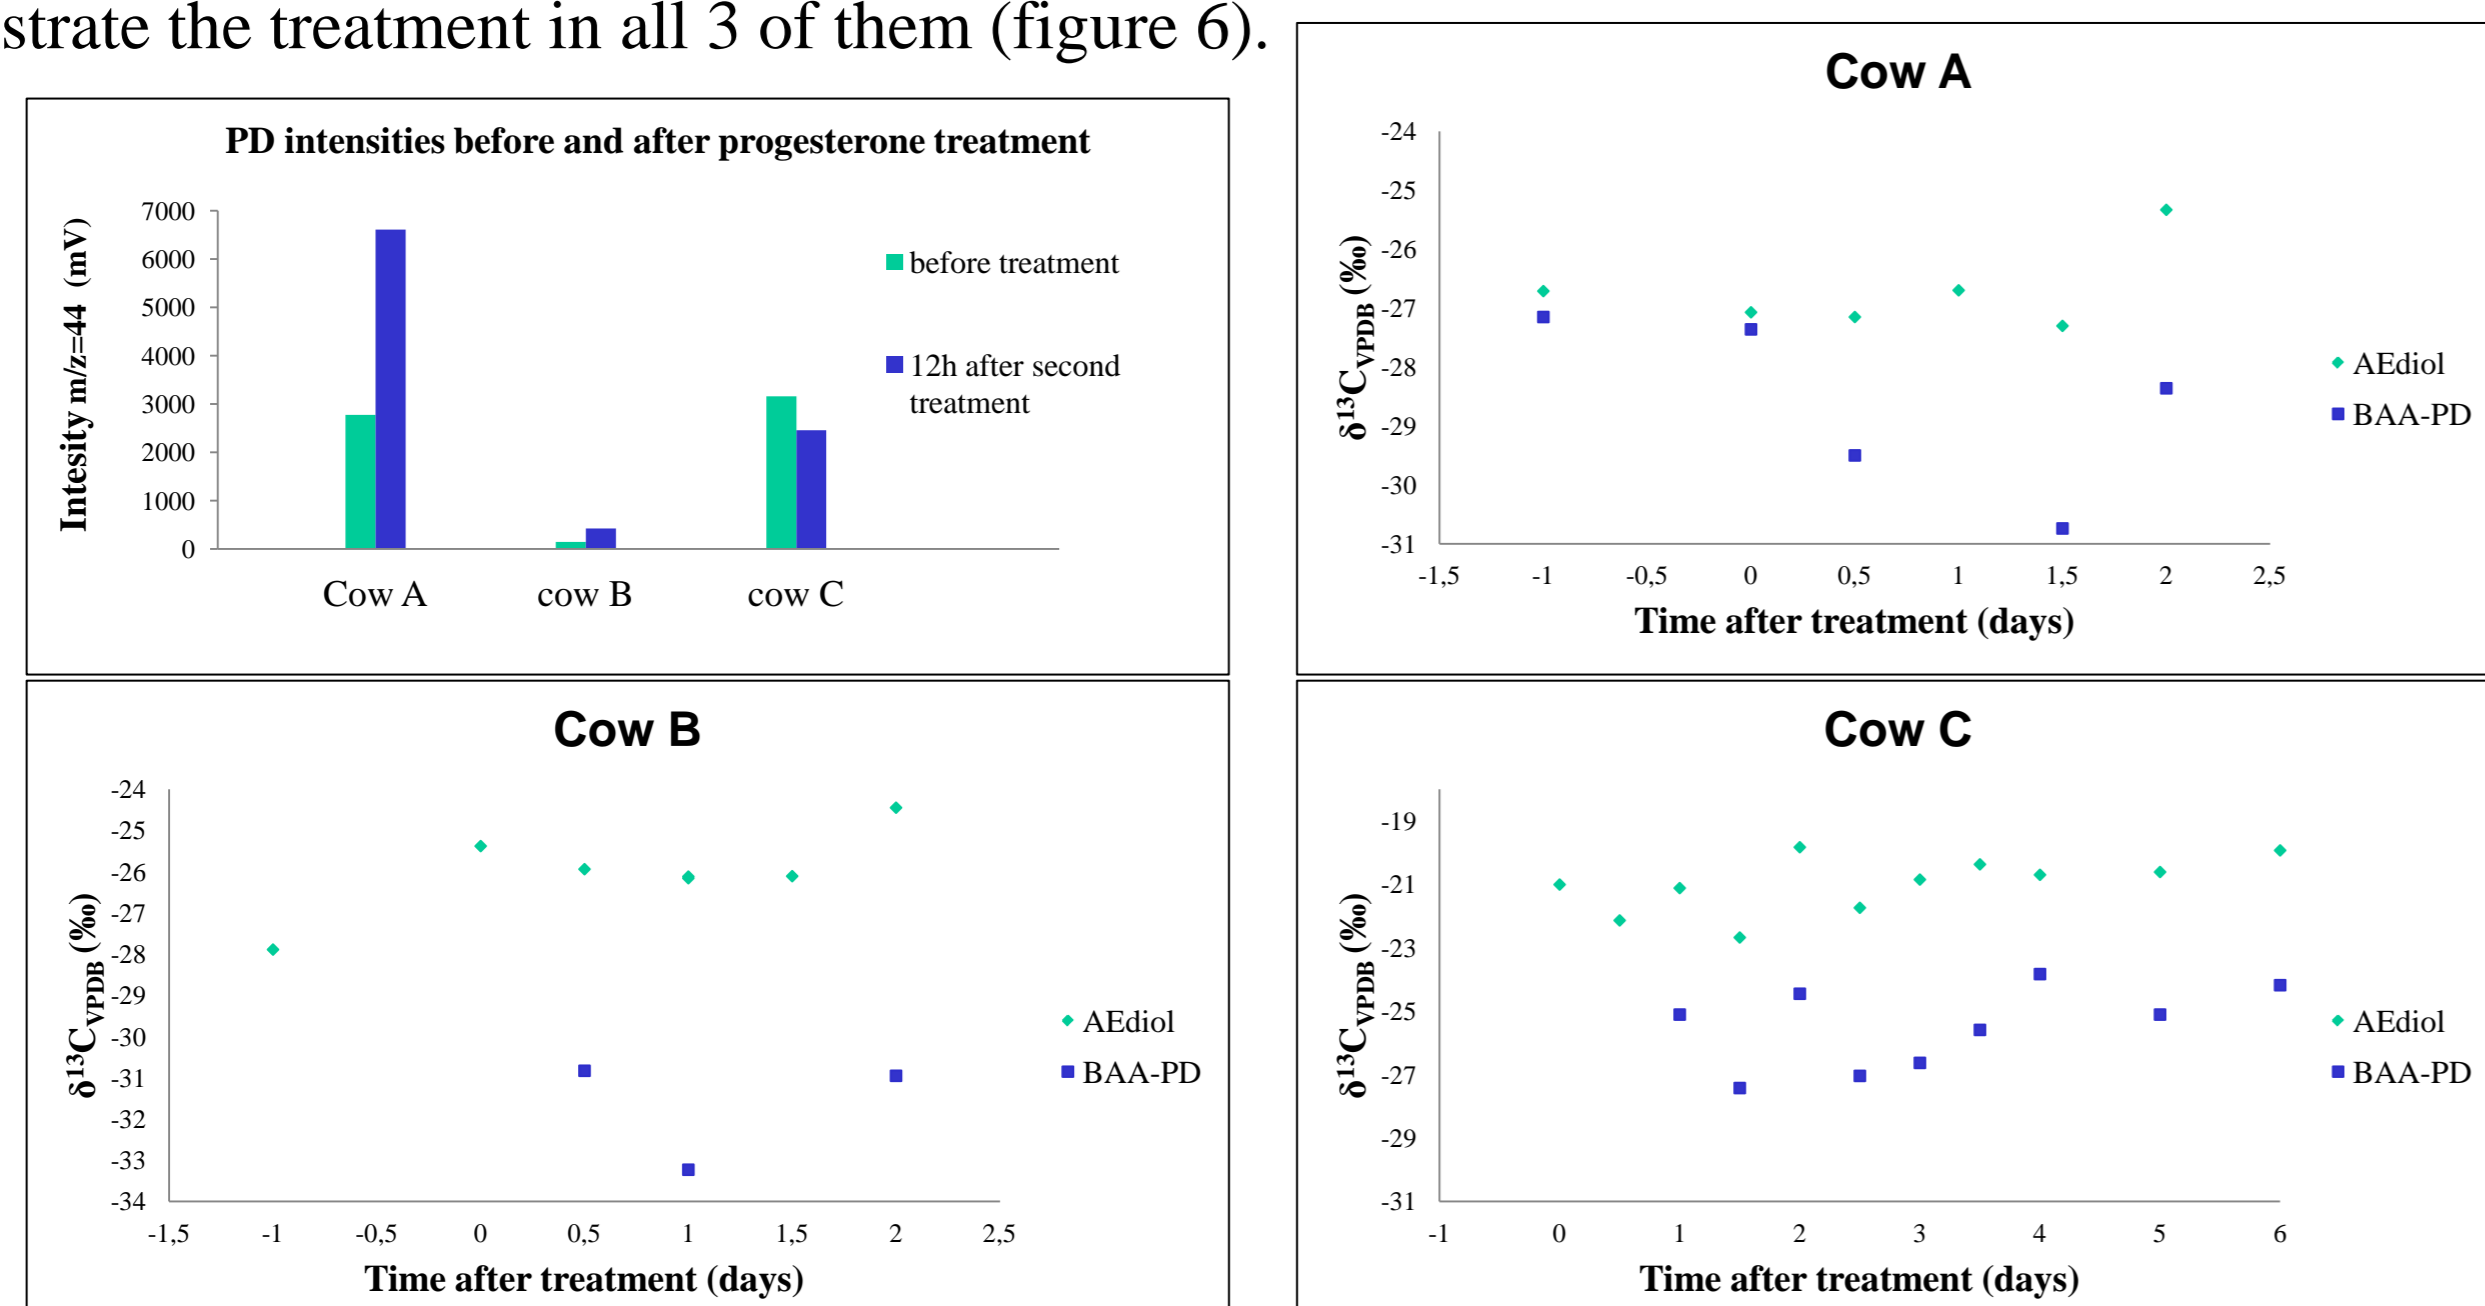 strate the treatment in all 3 of them (figure 6).
PD intensities before and after progesterone treatment
Intesity m/z=44 (mV)
7000
6000
5000
4000
3000
2000
1000
0
before treatment
12h after second
treatment
Cow A
cow B
cow C
Cow A
δ¹³C_VPDB (‰)
-24
-25
-26
-27
-28
-29
-30
-31
-1,5 -1 -0,5 0 0,5 1 1,5 2 2,5
Time after treatment (days)
AEdiol
BAA-PD
Cow B
δ¹³C_VPDB (‰)
-24
-25
-26
-27
-28
-29
-30
-31
-32
-33
-34
-1,5 -1 -0,5 0 0,5 1 1,5 2 2,5
Time after treatment (days)
AEdiol
BAA-PD
Cow C
δ¹³C_VPDB (‰)
-19
-21
-23
-25
-27
-29
-31
-1 0 1 2 3 4 5 6
Time after treatment (days)
AEdiol
BAA-PD